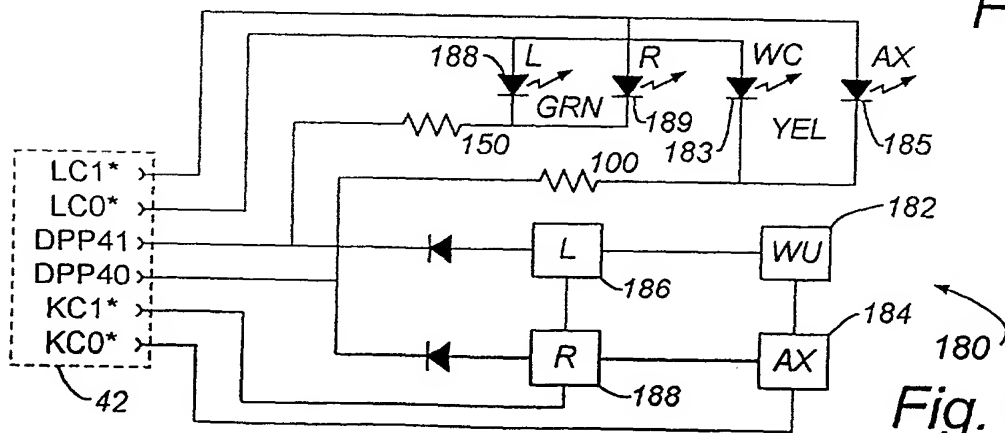 F
188 L R WC AX
GRN 189 183 YEL 185
150
100
LC1*
LC0*
DPP41
DPP40
KC1*
KC0*
42
L
186
WU
182
R
188
AX
184
180
Fig.